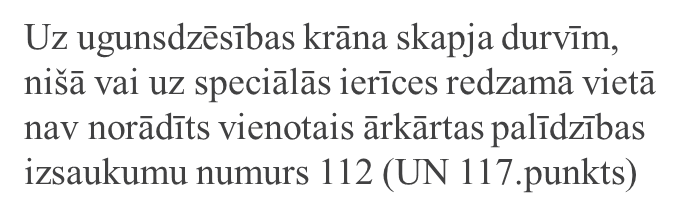 Uz ugunsdzēsības krāna skapja durvīm,
nišā vai uz speciālās ierīces redzamā vietā
nav norādīts vienotais ārkārtas palīdzības
izsaukumu numurs 112 (UN 117.punkts)